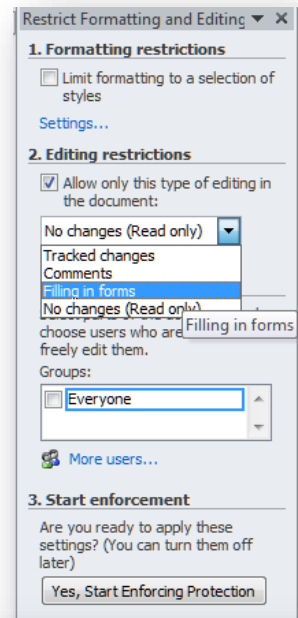 Restrict Formatting and Editing
1. Formatting restrictions
Limit formatting to a selection of
styles
Settings...
2. Editing restrictions
Allow only this type of editing in
the document:
No changes (Read only)
Tracked changes
Comments
Filling in forms
No changes (Read only)
Filling in forms
choose users who are
freely edit them.
Groups:
Everyone
More users...
3. Start enforcement
Are you ready to apply these
settings? (You can turn them off
later)
Yes, Start Enforcing Protection